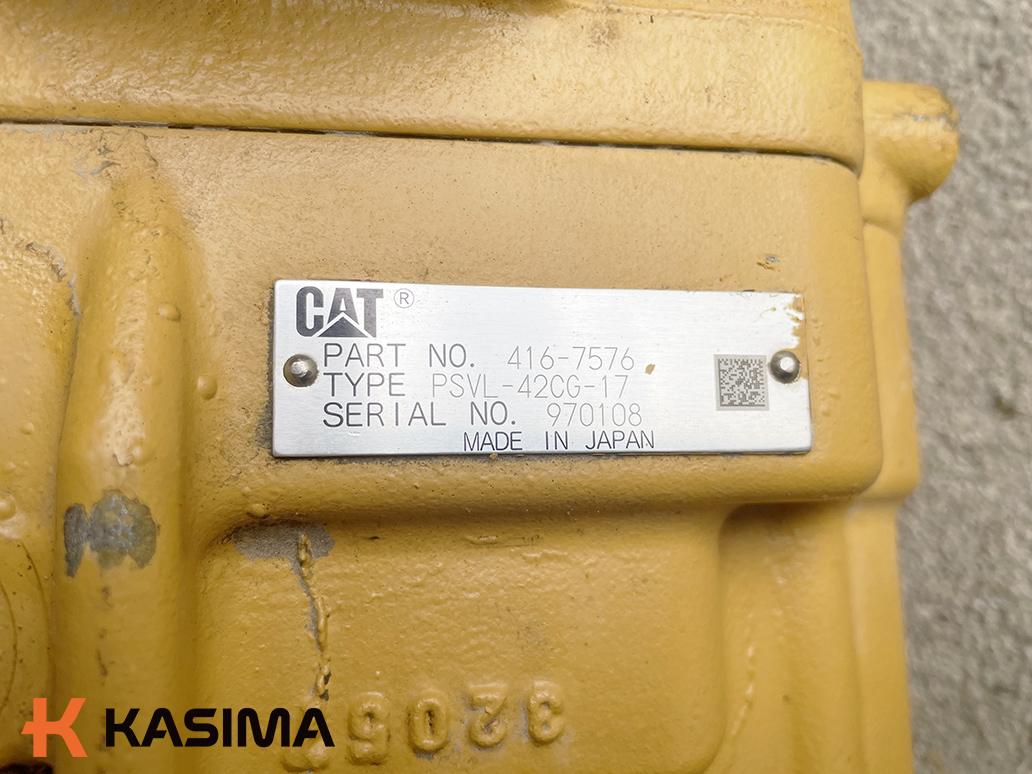 CAT ®
PART NO. 416-7576
TYPE PSVL-42CG-17
SERIAL NO. 970108
MADE IN JAPAN
KASIMA